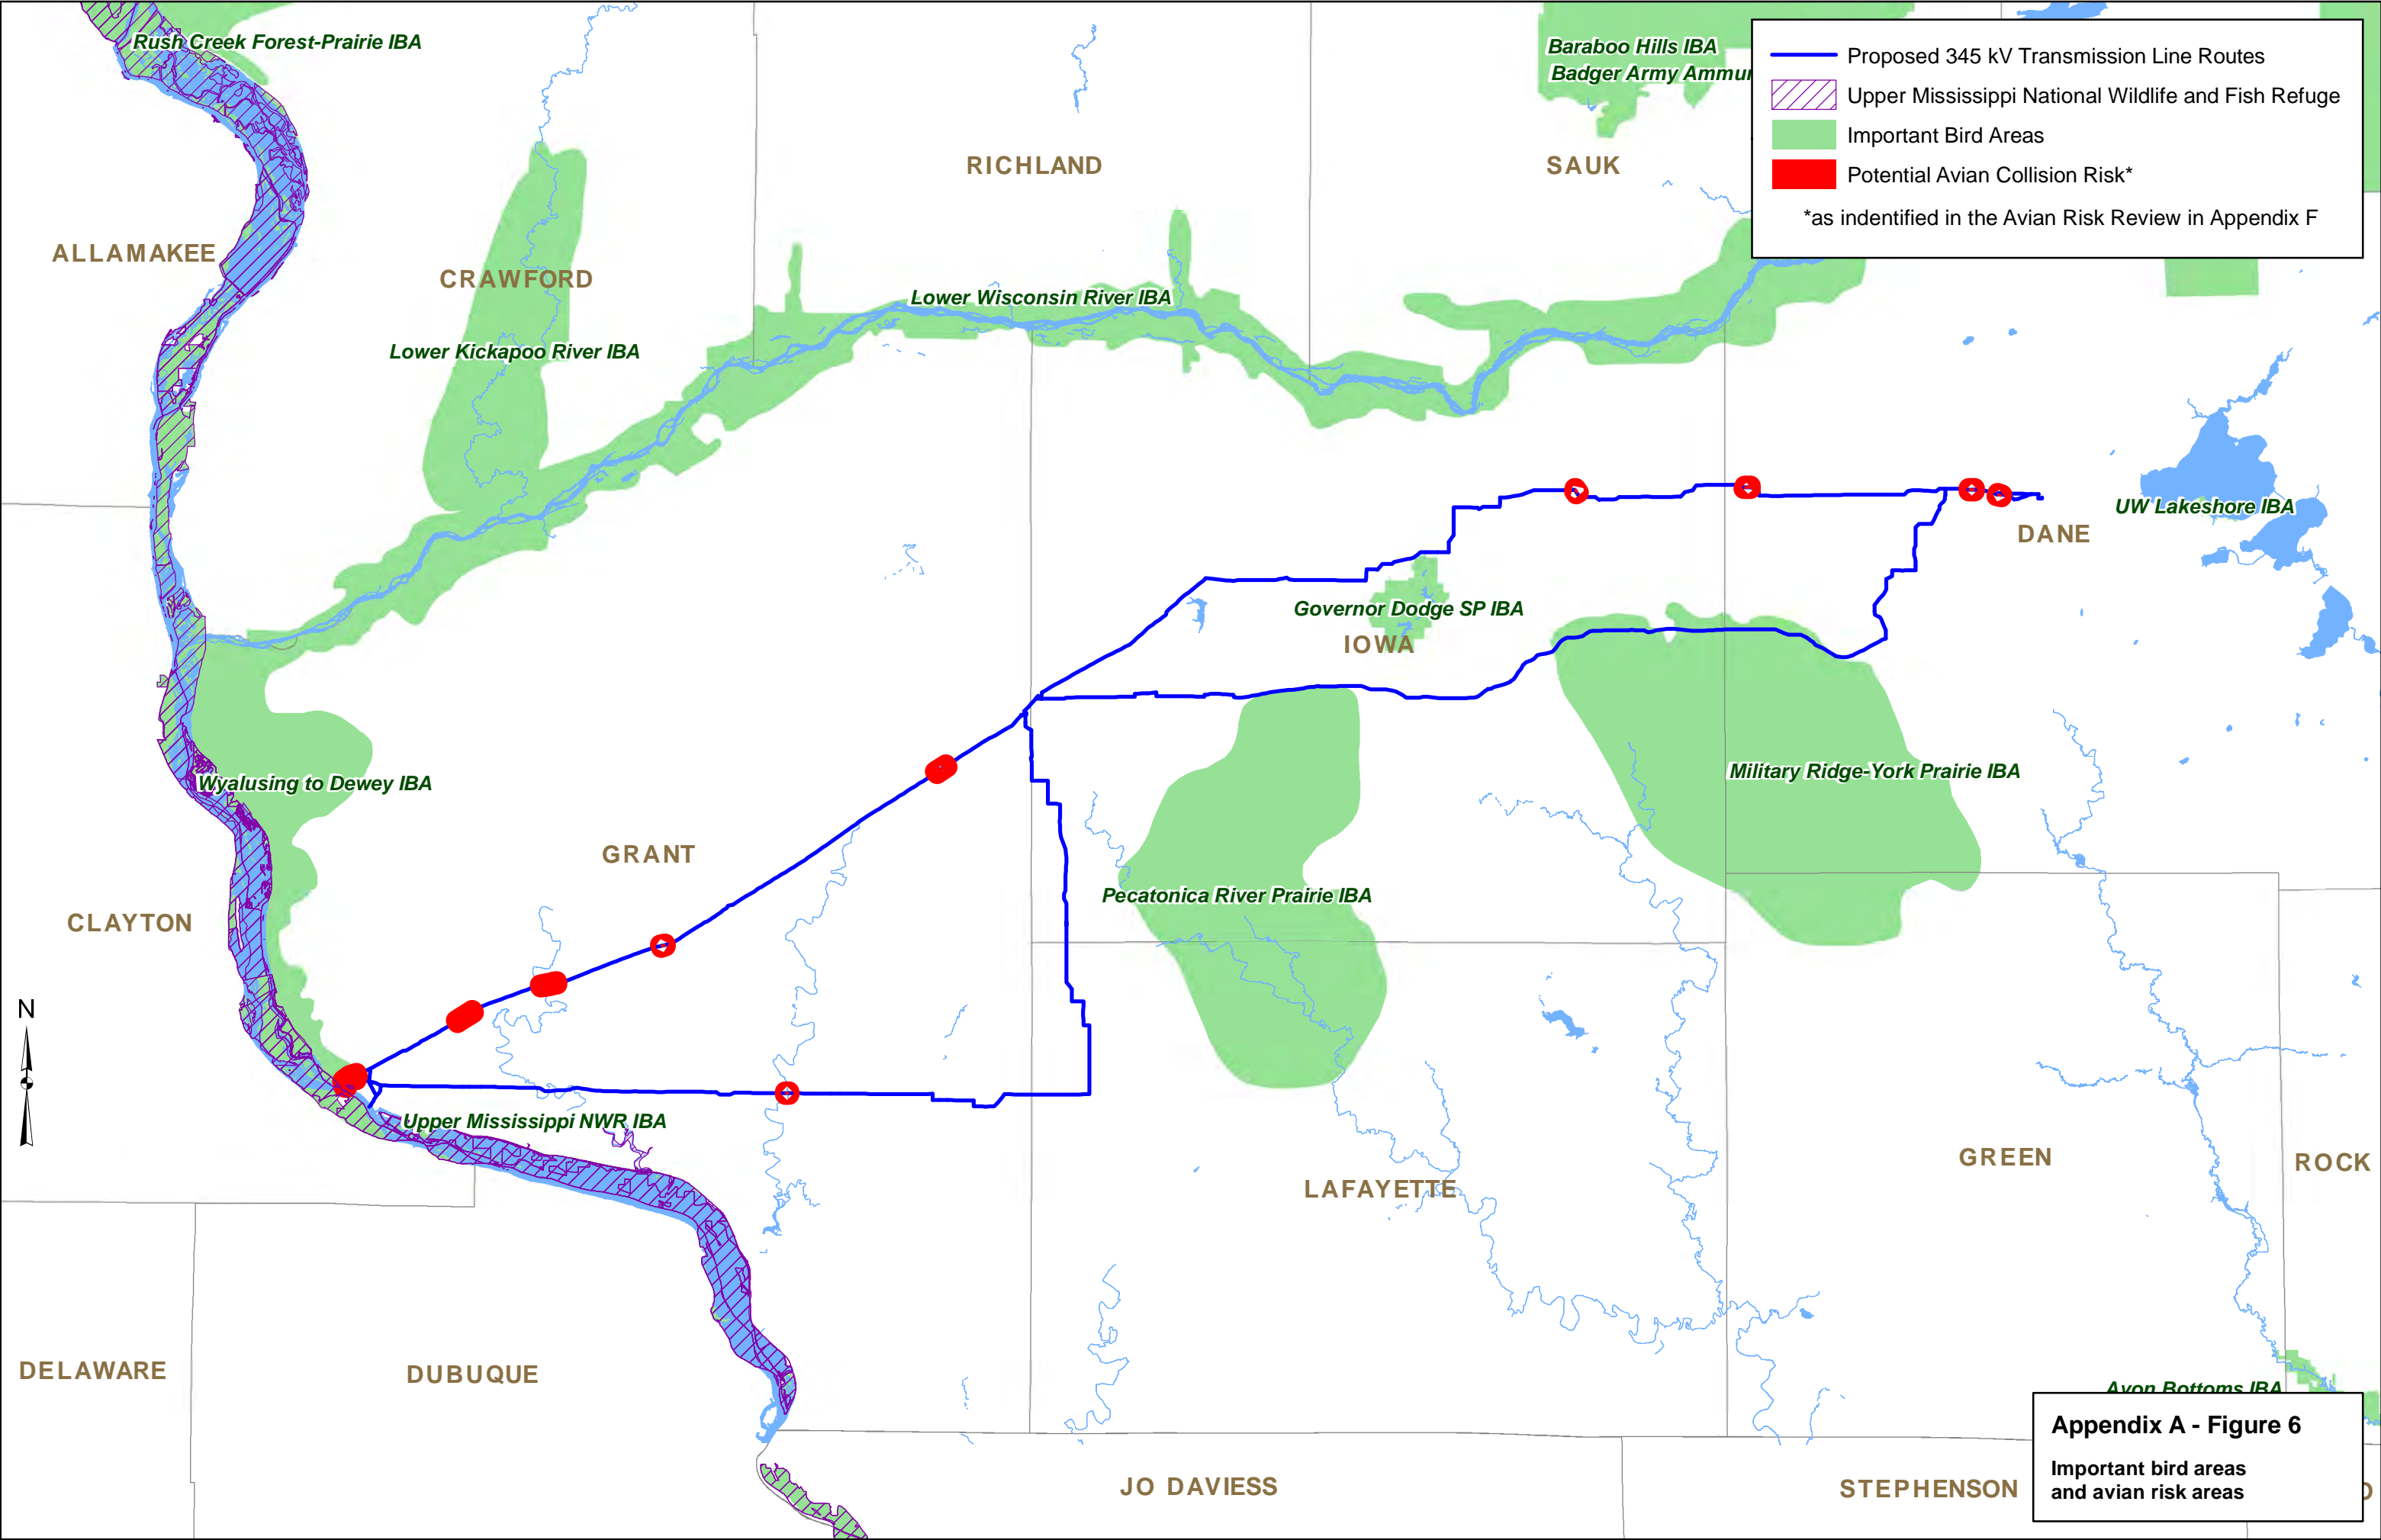 Rush Creek Forest-Prairie IBA
Baraboo Hills IBA
Badger Army Ammun
Proposed 345 kV Transmission Line Routes
Upper Mississippi National Wildlife and Fish Refuge
Important Bird Areas
Potential Avian Collision Risk*
*as indentified in the Avian Risk Review in Appendix F
RICHLAND
SAUK
ALLAMAKEE
CRAWFORD
Lower Wisconsin River IBA
Lower Kickapoo River IBA
UW Lakeshore IBA
DANE
Governor Dodge SP IBA
IOWA
Military Ridge-York Prairie IBA
Wyalusing to Dewey IBA
GRANT
Pecatonica River Prairie IBA
CLAYTON
N
Upper Mississippi NWR IBA
GREEN
ROCK
LAFAYETTE
DELAWARE
DUBUQUE
Avon Bottoms IBA
Appendix A - Figure 6
Important bird areas
and avian risk areas
JO DAVIESS
STEPHENSON